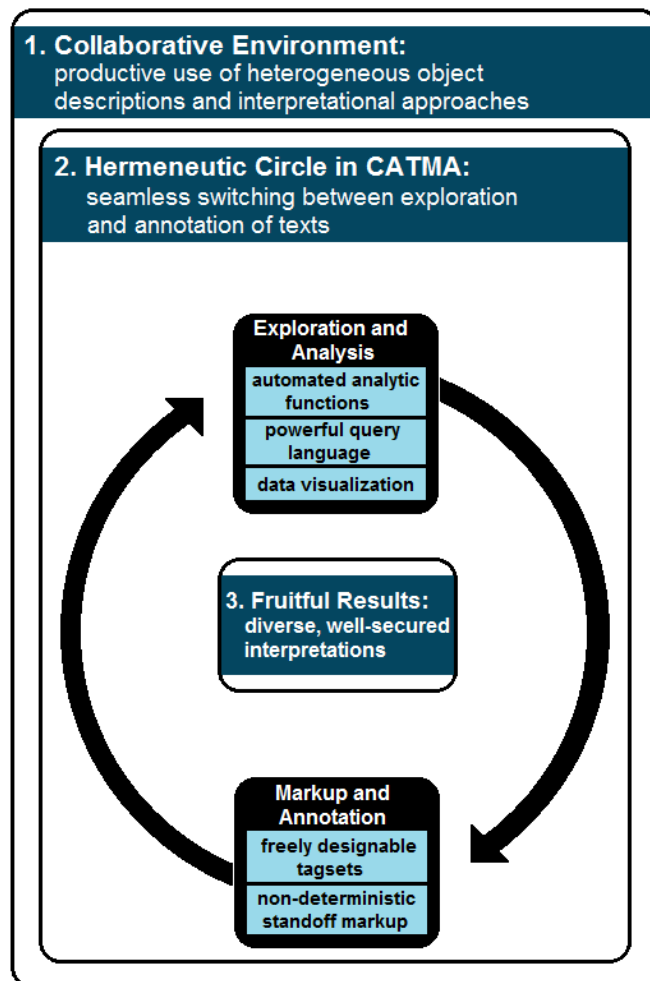 1. Collaborative Environment:
productive use of heterogeneous object
descriptions and interpretational approaches
2. Hermeneutic Circle in CATMA:
seamless switching between exploration
and annotation of texts
Exploration and
Analysis
automated analytic
functions
powerful query
language
data visualization
3. Fruitful Results:
diverse, well-secured
interpretations
Markup and
Annotation
freely designable
tagsets
non-deterministic
standoff markup